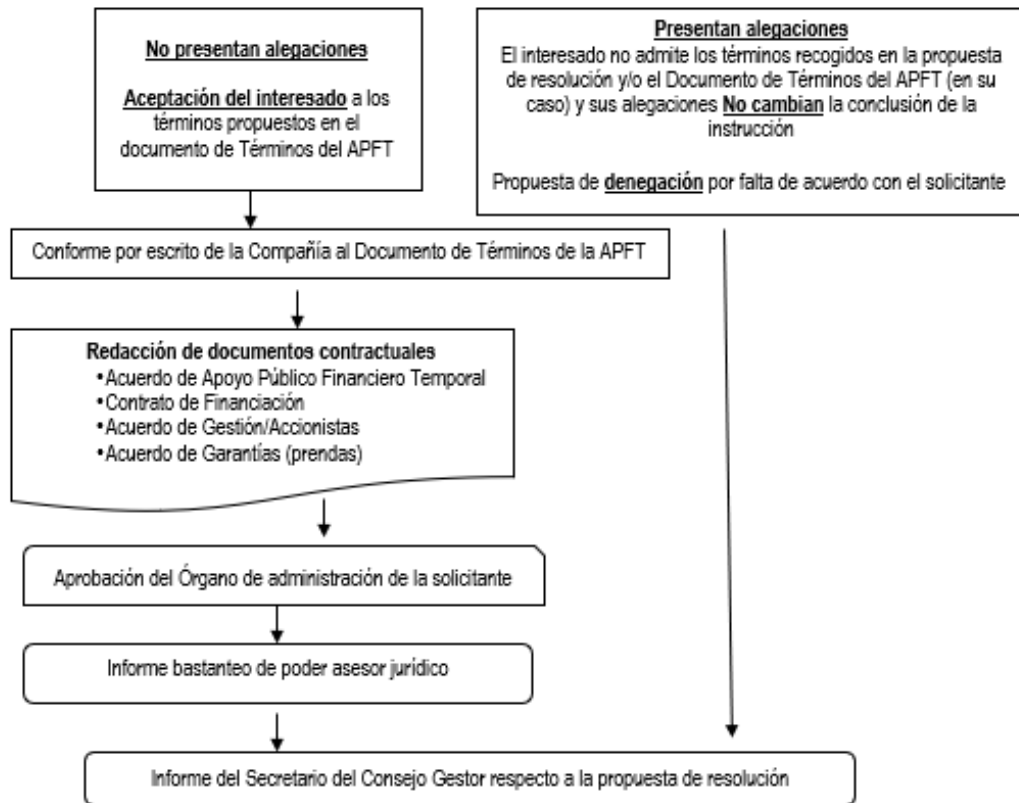 No presentan alegaciones
Aceptación del interesado a los
términos propuestos en el
documento de Términos del APFT
Presentan alegaciones
El interesado no admite los términos recogidos en la propuesta
de resolución y/o el Documento de Términos del APFT (en su
caso) y sus alegaciones No cambian la conclusión de la
instrucción
Propuesta de denegación por falta de acuerdo con el solicitante
Conforme por escrito de la Compañía al Documento de Términos de la APFT
Redacción de documentos contractuales
•Acuerdo de Apoyo Público Financiero Temporal
•Contrato de Financiación
•Acuerdo de Gestión/Accionistas
•Acuerdo de Garantías (prendas)
Aprobación del Órgano de administración de la solicitante
Informe bastanteo de poder asesor jurídico
Informe del Secretario del Consejo Gestor respecto a la propuesta de resolución